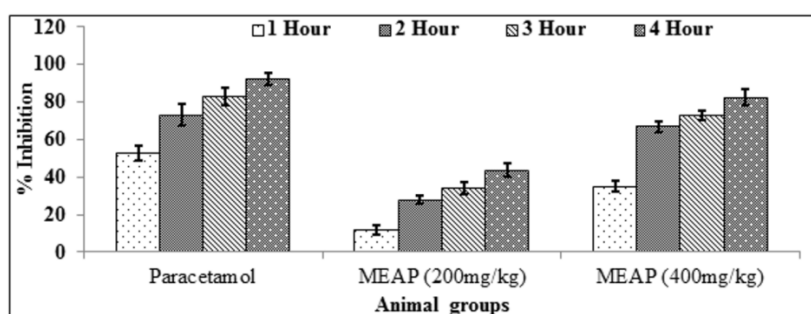 1 Hour 2 Hour 3 Hour 4 Hour
120
100
80
60
40
20
0
% Inhibition
Paracetamol MEAP (200mg/kg) MEAP (400mg/kg)
Animal groups